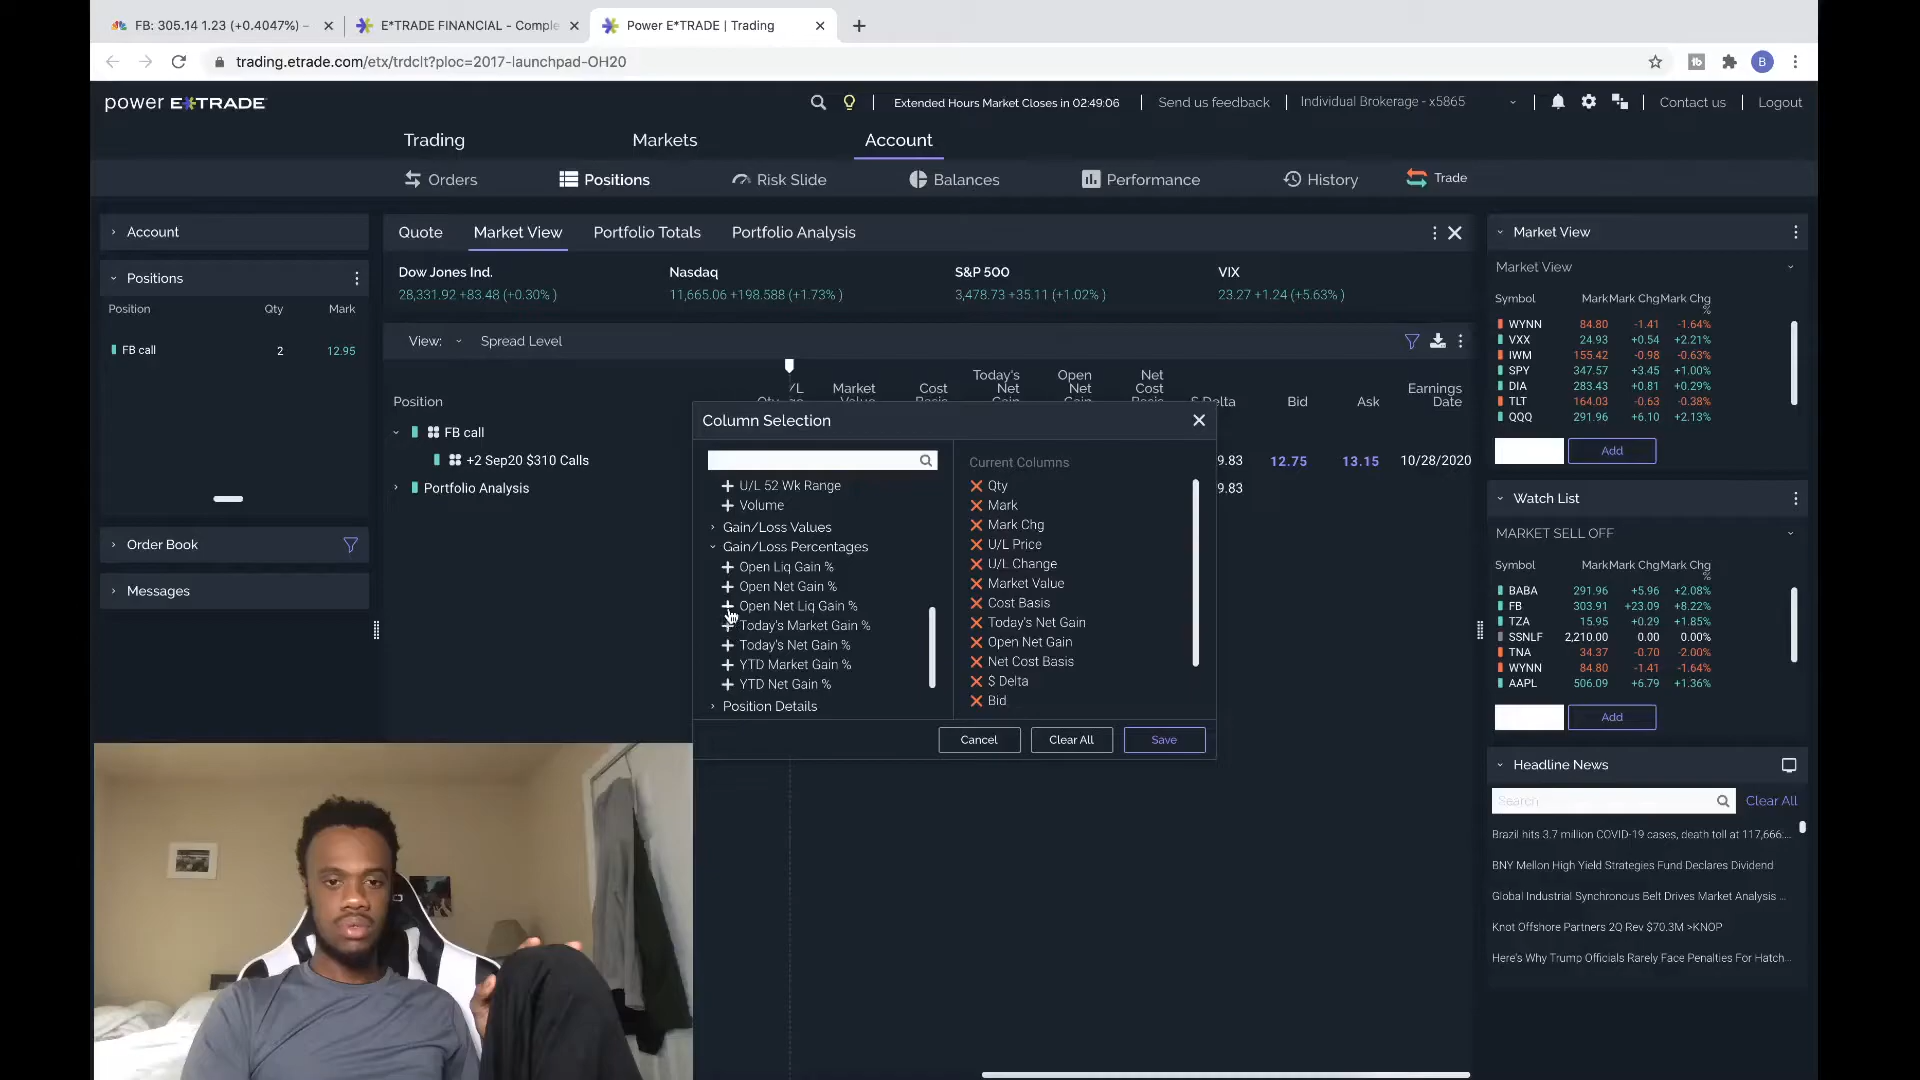 FB: 305.14 1.23 (+0.4047%) –
E*TRADE FINANCIAL - Comple
Power E*TRADE | Trading
trading.etrade.com/etx/trdclt?ploc=2017-launchpad-OH20
B
power E*TRADE
Extended Hours Market Closes in 02:49:06
Send us feedback
Individual Brokerage - x5865
Contact us
Logout
Trading
Markets
Account
Orders
Positions
Risk Slide
Balances
Performance
History
Trade
Account
Positions
Position Qty Mark
FB call 2 12.95
Order Book
Messages
Quote
Market View
Portfolio Totals
Portfolio Analysis
Dow Jones Ind. Nasdaq S&P 500 VIX
28,331.92 +83.48 (+0.30% ) 11,665.06 +198.588 (+1.73% ) 3,478.73 +35.11 (+1.02% ) 23.27 +1.24 (+5.63% )
View: Spread Level
Today's Open Net
/L Market Cost Net Net Cost Earnings
Position Bid Ask Date
FB call
+2 Sep20 $310 Calls 9.83 12.75 13.15 10/28/2020
Portfolio Analysis 9.83
Column Selection
U/L 52 Wk Range
Volume
Gain/Loss Values
Gain/Loss Percentages
Open Liq Gain %
Open Net Gain %
Open Net Liq Gain %
Today's Market Gain %
Today's Net Gain %
YTD Market Gain %
YTD Net Gain %
Position Details
Current Columns
Qty
Mark
Mark Chg
U/L Price
U/L Change
Market Value
Cost Basis
Today's Net Gain
Open Net Gain
Net Cost Basis
$ Delta
Bid
Cancel
Clear All
Save
Market View
Market View
Symbol Mark Mark Chg Mark Chg %
WYNN 84.80 -1.41 -1.64%
VXX 24.93 +0.54 +2.21%
IWM 155.42 -0.98 -0.63%
SPY 347.57 +3.45 +1.00%
DIA 283.43 +0.81 +0.29%
TLT 164.03 -0.63 -0.38%
QQQ 291.96 +6.10 +2.13%
Add
Watch List
MARKET SELL OFF
Symbol Mark Mark Chg Mark Chg %
BABA 291.96 +5.96 +2.08%
FB 303.91 +23.09 +8.22%
TZA 15.95 +0.29 +1.85%
SSNLF 2,210.00 0.00 0.00%
TNA 34.37 -0.70 -2.00%
WYNN 84.80 -1.41 -1.64%
AAPL 506.09 +6.79 +1.36%
Add
Headline News
Search
Clear All
Brazil hits 3.7 million COVID-19 cases, death toll at 117,666:...
BNY Mellon High Yield Strategies Fund Declares Dividend
Global Industrial Synchronous Belt Drives Market Analysis ...
Knot Offshore Partners 2Q Rev $70.3M >KNOP
Here's Why Trump Officials Rarely Face Penalties For Hatch...